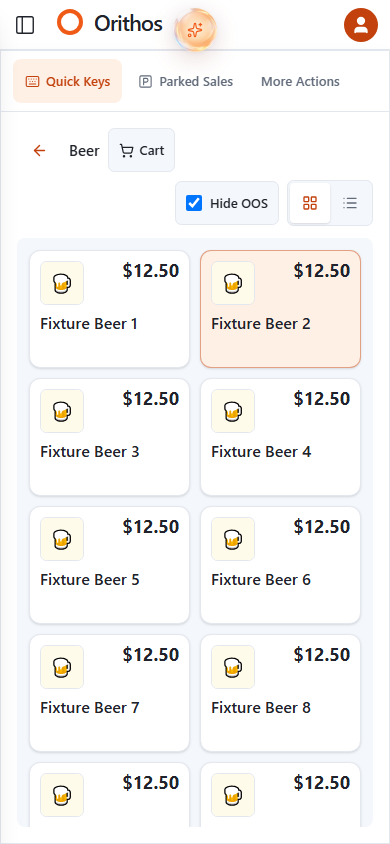 Orithos
Quick Keys
Parked Sales
More Actions
Beer
Cart
Hide OOS
$12.50
Fixture Beer 1
$12.50
Fixture Beer 2
$12.50
Fixture Beer 3
$12.50
Fixture Beer 4
$12.50
Fixture Beer 5
$12.50
Fixture Beer 6
$12.50
Fixture Beer 7
$12.50
Fixture Beer 8
$12.50
$12.50